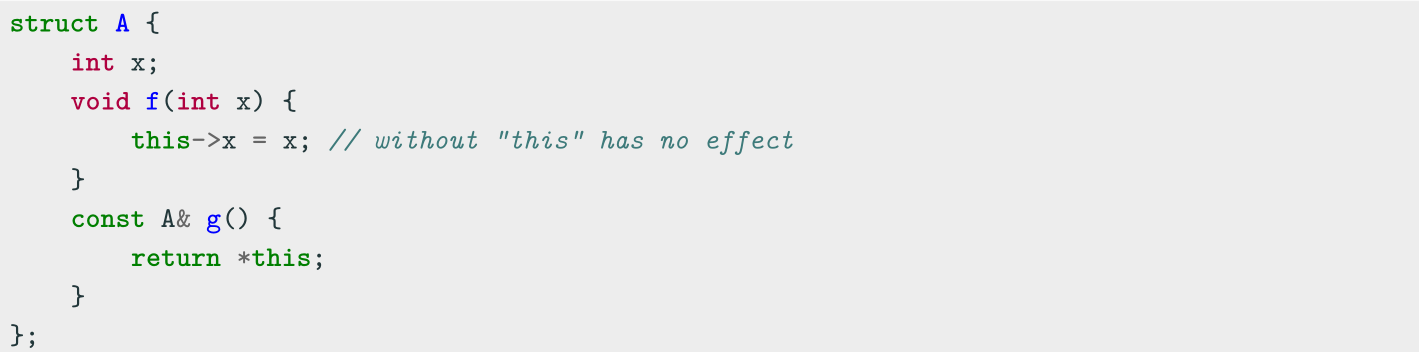 struct A {
    int x;
    void f(int x) {
        this->x = x; // without "this" has no effect
    }
    const A& g() {
        return *this;
    }
};